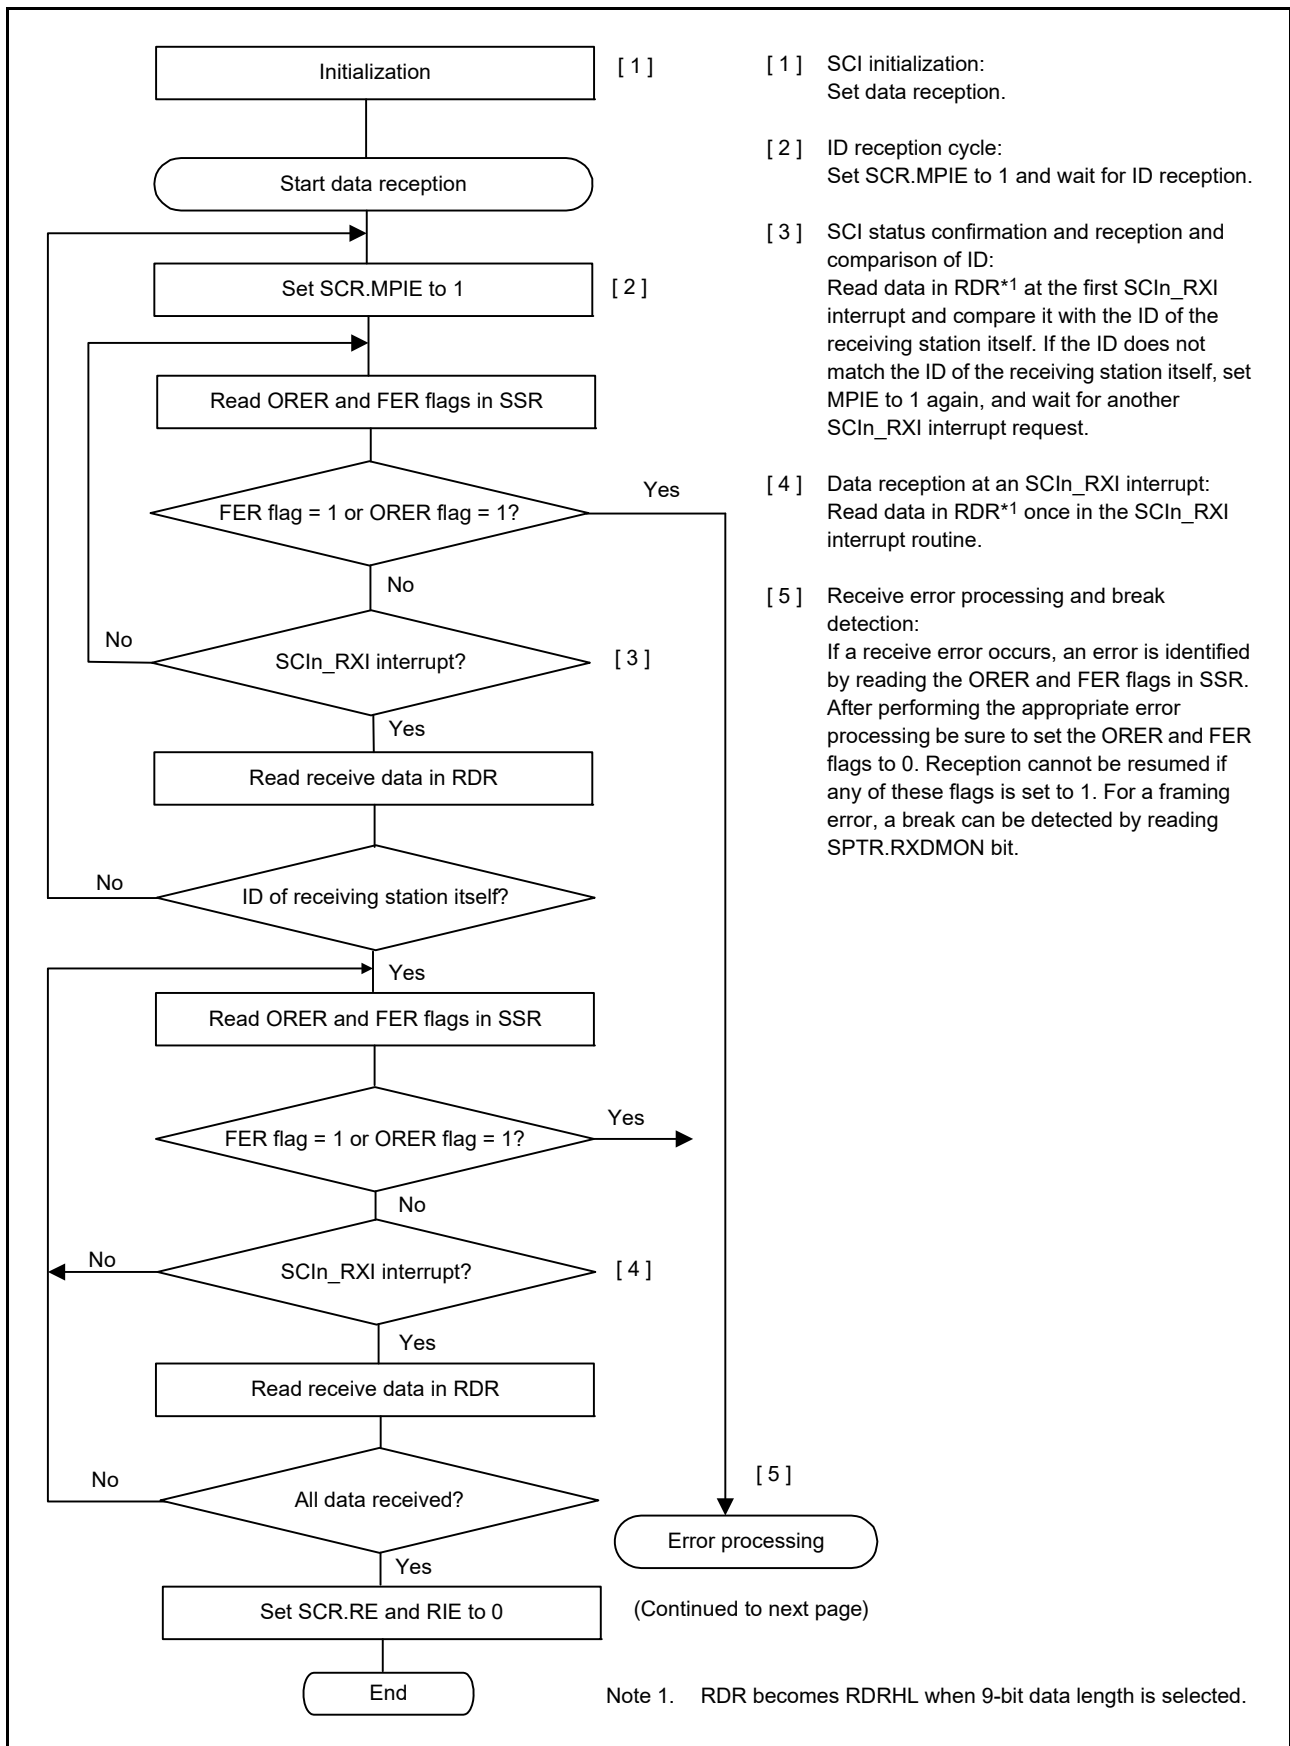 Initialization
[ 1 ]
Start data reception
Set SCR.MPIE to 1
[ 2 ]
Read ORER and FER flags in SSR
FER flag = 1 or ORER flag = 1?
Yes
No
SCIn_RXI interrupt?
[ 3 ]
No
Yes
Read receive data in RDR
ID of receiving station itself?
No
Yes
Read ORER and FER flags in SSR
FER flag = 1 or ORER flag = 1?
Yes
No
SCIn_RXI interrupt?
[ 4 ]
No
Yes
Read receive data in RDR
All data received?
No
Yes
Set SCR.RE and RIE to 0
End
[ 5 ]
Error processing
(Continued to next page)
[ 1 ] SCI initialization:
Set data reception.
[ 2 ] ID reception cycle:
Set SCR.MPIE to 1 and wait for ID reception.
[ 3 ] SCI status confirmation and reception and
comparison of ID:
Read data in RDR*1 at the first SCIn_RXI
interrupt and compare it with the ID of the
receiving station itself. If the ID does not
match the ID of the receiving station itself, set
MPIE to 1 again, and wait for another
SCIn_RXI interrupt request.
[ 4 ] Data reception at an SCIn_RXI interrupt:
Read data in RDR*1 once in the SCIn_RXI
interrupt routine.
[ 5 ] Receive error processing and break
detection:
If a receive error occurs, an error is identified
by reading the ORER and FER flags in SSR.
After performing the appropriate error
processing be sure to set the ORER and FER
flags to 0. Reception cannot be resumed if
any of these flags is set to 1. For a framing
error, a break can be detected by reading
SPTR.RXDMON bit.
Note 1. RDR becomes RDRHL when 9-bit data length is selected.